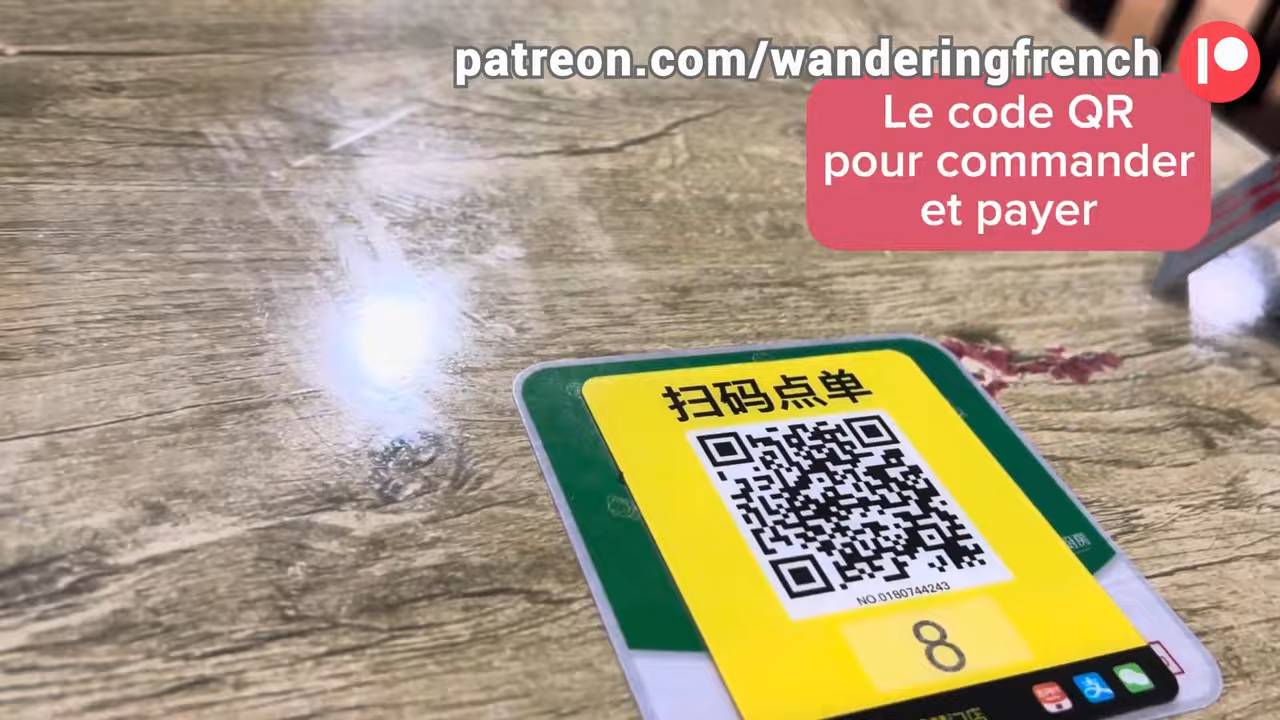 patreon.com/wanderingfrench
Le code QR
pour commander
et payer
扫码点单
NO.0180744243
8